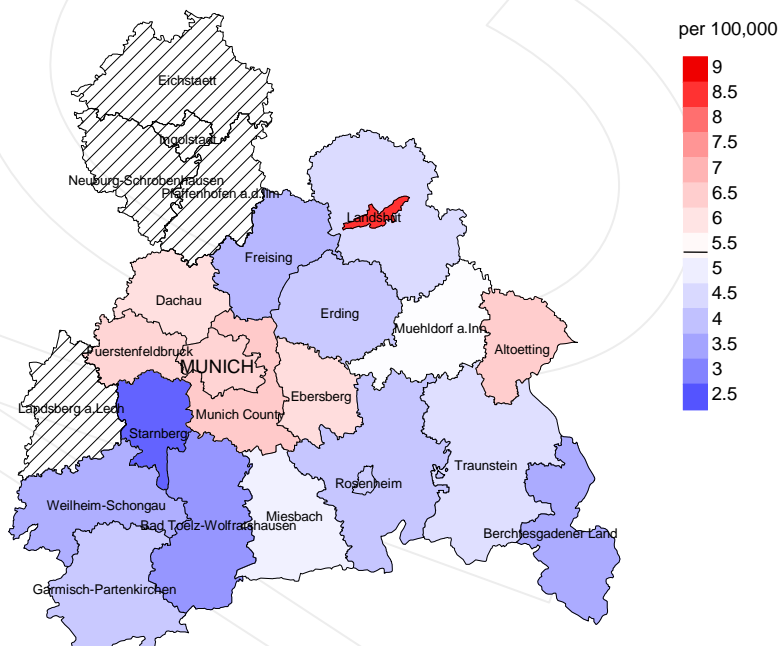 per 100,000
9
8.5
8
7.5
7
6.5
6
5.5
5
4.5
4
3.5
3
2.5
Eichstaett
Ingolstadt
Neuburg-Schrobenhausen
Pfaffenhofen a.d.Ilm
Landshut
Freising
Dachau
Erding
Muehldorf a.Inn
Altoetting
Fuerstenfeldbruck
MUNICH
Ebersberg
Landsberg a.Lech
Munich County
Starnberg
Traunstein
Rosenheim
Weilheim-Schongau
Miesbach
Bad Toelz-Wolfratshausen
Berchtesgadener Land
Garmisch-Partenkirchen